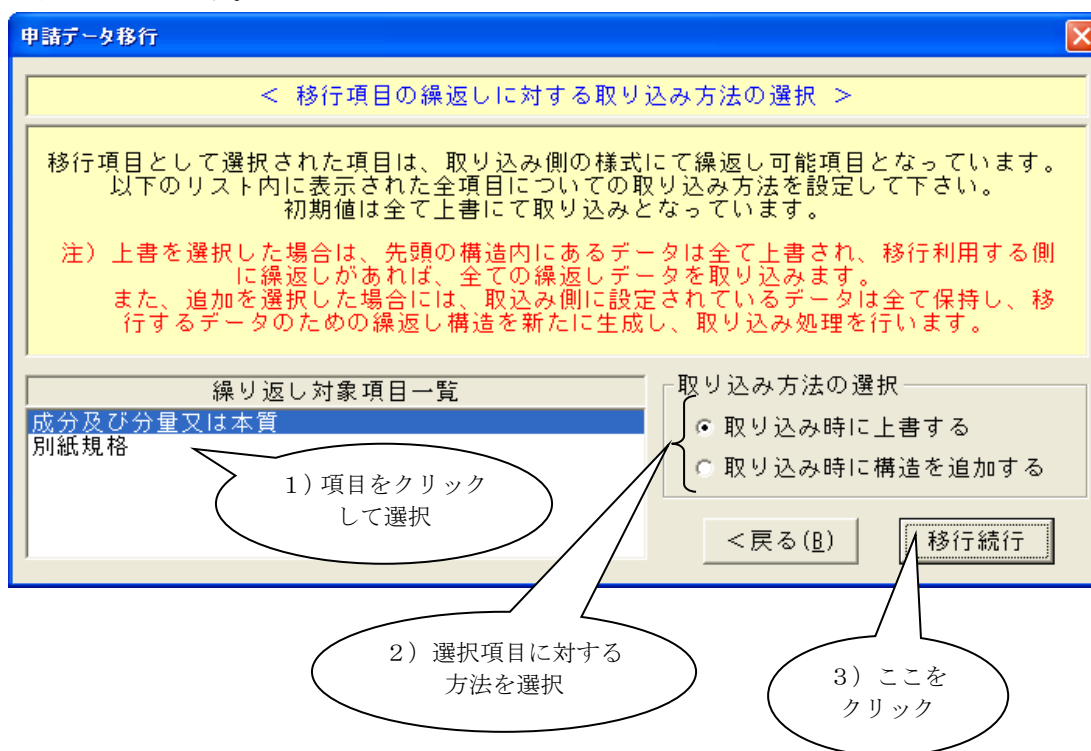 申請データ移行
< 移行項目の繰返しに対する取り込み方法の選択 >
移行項目として選択された項目は、取り込み側の様式にて繰返し可能項目となっています。
以下のリスト内に表示された全項目についての取り込み方法を設定して下さい。
初期値は全て上書にて取り込みとなっています。
注）上書を選択した場合は、先頭の構造内にあるデータは全て上書され、移行利用する側
に繰返しがあれば、全ての繰返しデータを取り込みます。
また、追加を選択した場合には、取込み側に設定されているデータは全て保持し、移
行するデータのための繰返し構造を新たに生成し、取り込み処理を行います。
繰り返し対象項目一覧
成分及び分量又は本質
別紙規格
取り込み方法の選択
取り込み時に上書する
取り込み時に構造を追加する
<戻る(B)
移行続行
１）項目をクリック
して選択
２）選択項目に対する
方法を選択
３）ここを
クリック